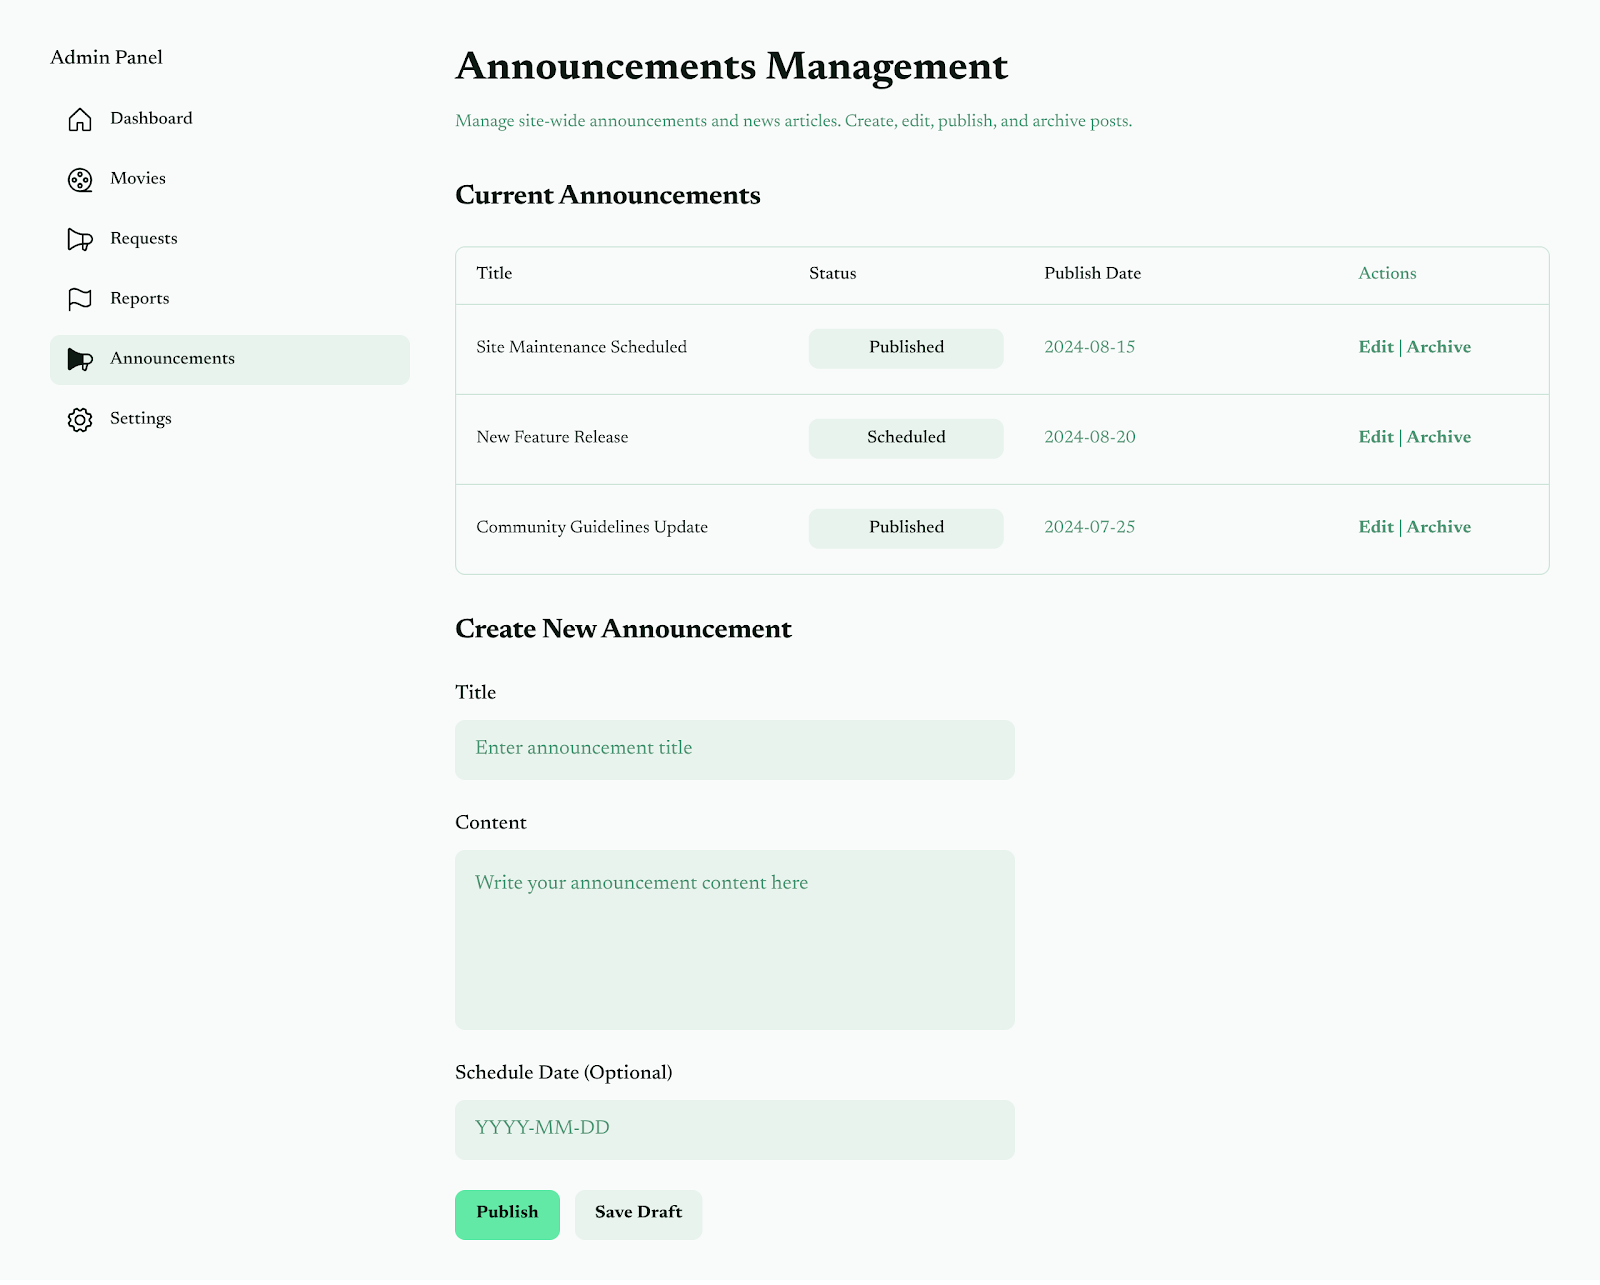 Admin Panel
Dashboard
Movies
Requests
Reports
Announcements
Settings
Announcements Management
Manage site-wide announcements and news articles. Create, edit, publish, and archive posts.
Current Announcements
Title Status Publish Date Actions
Site Maintenance Scheduled Published 2024-08-15 Edit | Archive
New Feature Release Scheduled 2024-08-20 Edit | Archive
Community Guidelines Update Published 2024-07-25 Edit | Archive
Create New Announcement
Title
Enter announcement title
Content
Write your announcement content here
Schedule Date (Optional)
YYYY-MM-DD
Publish Save Draft